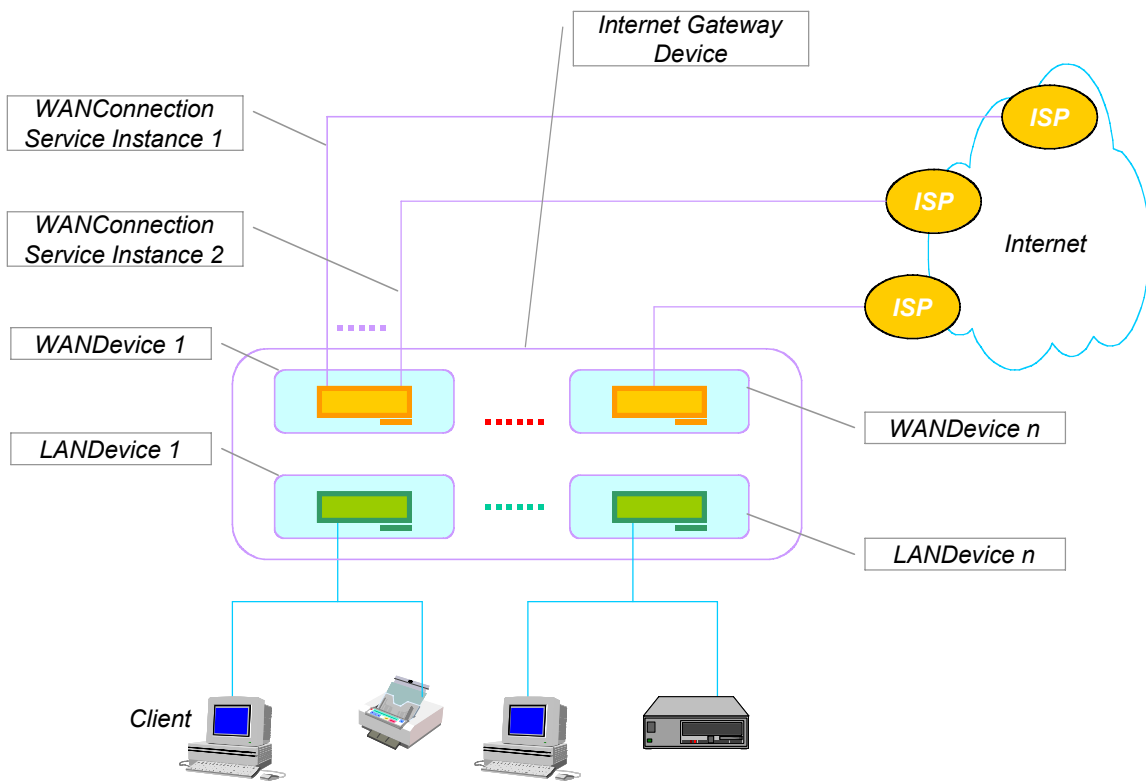 Internet Gateway
Device
WANConnection
Service Instance 1
ISP
ISP
WANConnection
Service Instance 2
Internet
ISP
WANDevice 1
WANDevice n
LANDevice 1
LANDevice n
Client